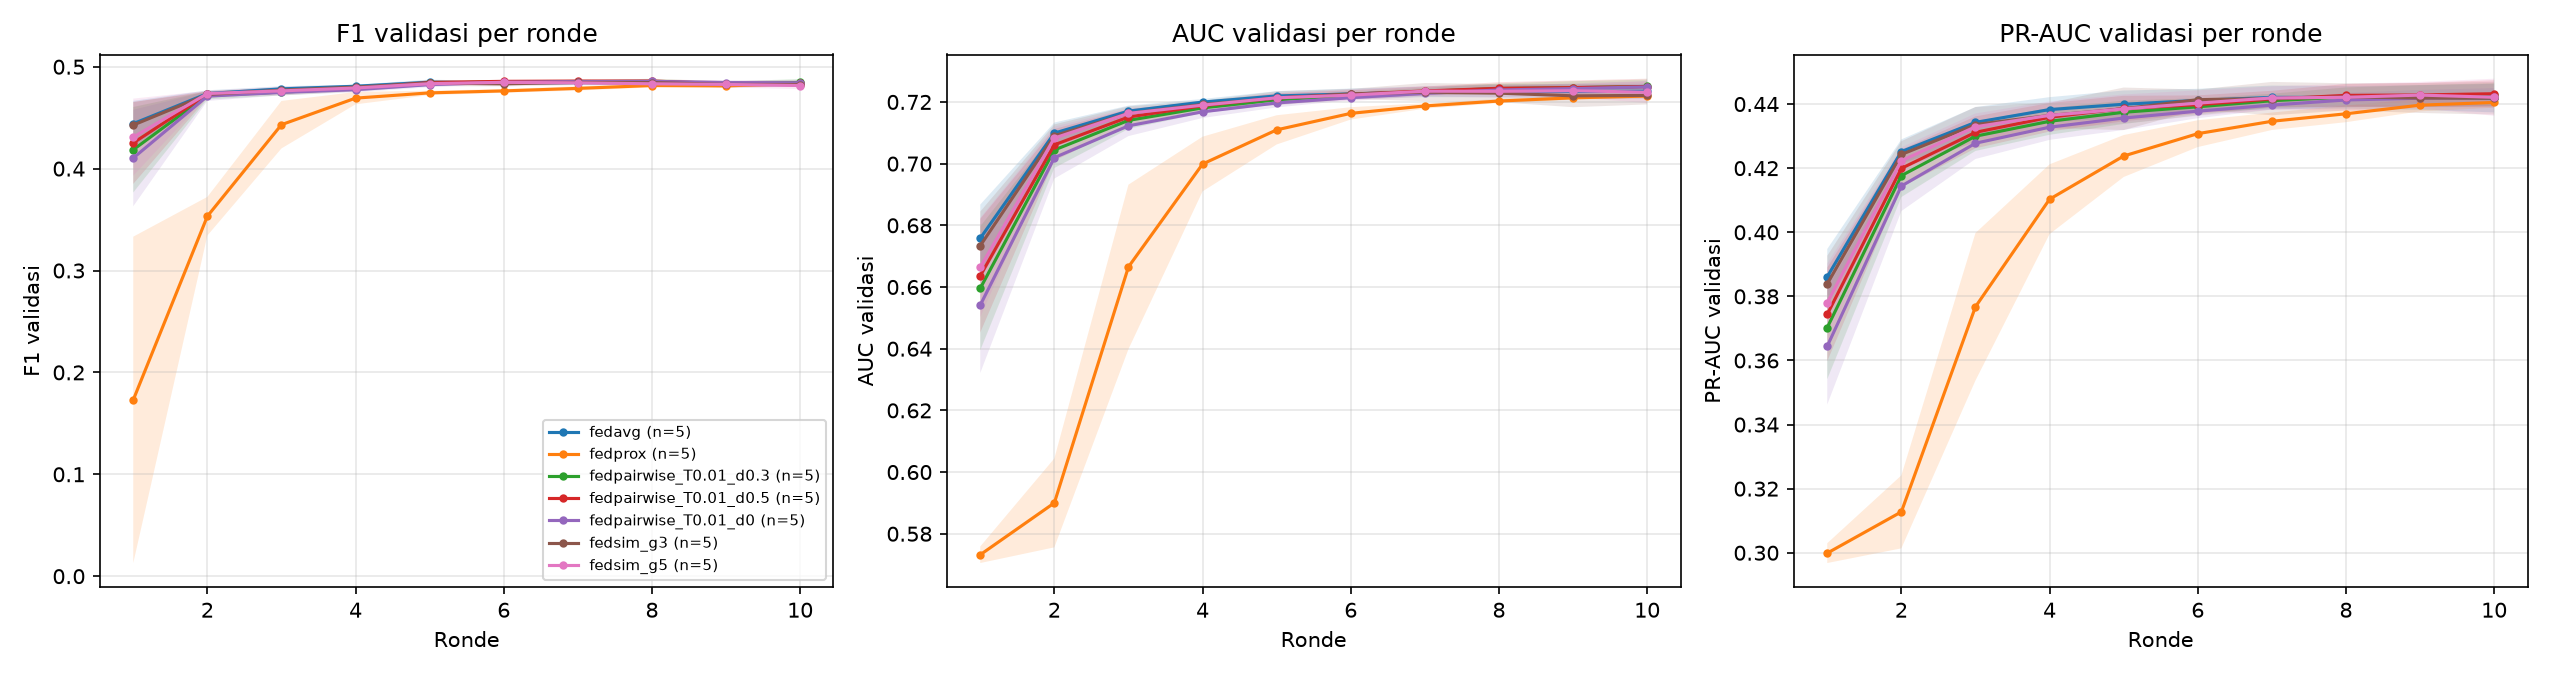 F1 validasi per ronde
F1 validasi
0.5
0.4
0.3
0.2
0.1
0.0
2
4
6
8
10
Ronde
fedavg (n=5)
fedprox (n=5)
fedpairwise_T0.01_d0.3 (n=5)
fedpairwise_T0.01_d0.5 (n=5)
fedpairwise_T0.01_d0 (n=5)
fedsim_g3 (n=5)
fedsim_g5 (n=5)
AUC validasi per ronde
AUC validasi
0.72
0.70
0.68
0.66
0.64
0.62
0.60
0.58
2
4
6
8
10
Ronde
PR-AUC validasi per ronde
PR-AUC validasi
0.44
0.42
0.40
0.38
0.36
0.34
0.32
0.30
2
4
6
8
10
Ronde